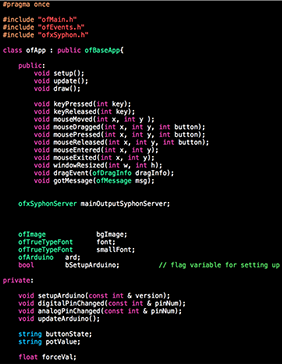 #pragma once
#include "ofMain.h"
#include "ofEvents.h"
#include "ofxSyphon.h"
class ofApp : public ofBaseApp{
public:
void setup();
void update();
void draw();
void keyPressed(int key);
void keyReleased(int key);
void mouseMoved(int x, int y );
void mouseDragged(int x, int y, int button);
void mousePressed(int x, int y, int button);
void mouseReleased(int x, int y, int button);
void mouseEntered(int x, int y);
void mouseExited(int x, int y);
void windowResized(int w, int h);
void dragEvent(ofDragInfo dragInfo);
void gotMessage(ofMessage msg);
ofxSyphonServer mainOutputSyphonServer;
ofImage bgImage;
ofTrueTypeFont font;
ofTrueTypeFont smallFont;
ofArduino ard;
bool bSetupArduino; // flag variable for setting up
private:
void setupArduino(const int & version);
void digitalPinChanged(const int & pinNum);
void analogPinChanged(const int & pinNum);
void updateArduino();
string buttonState;
string potValue;
float forceVal;